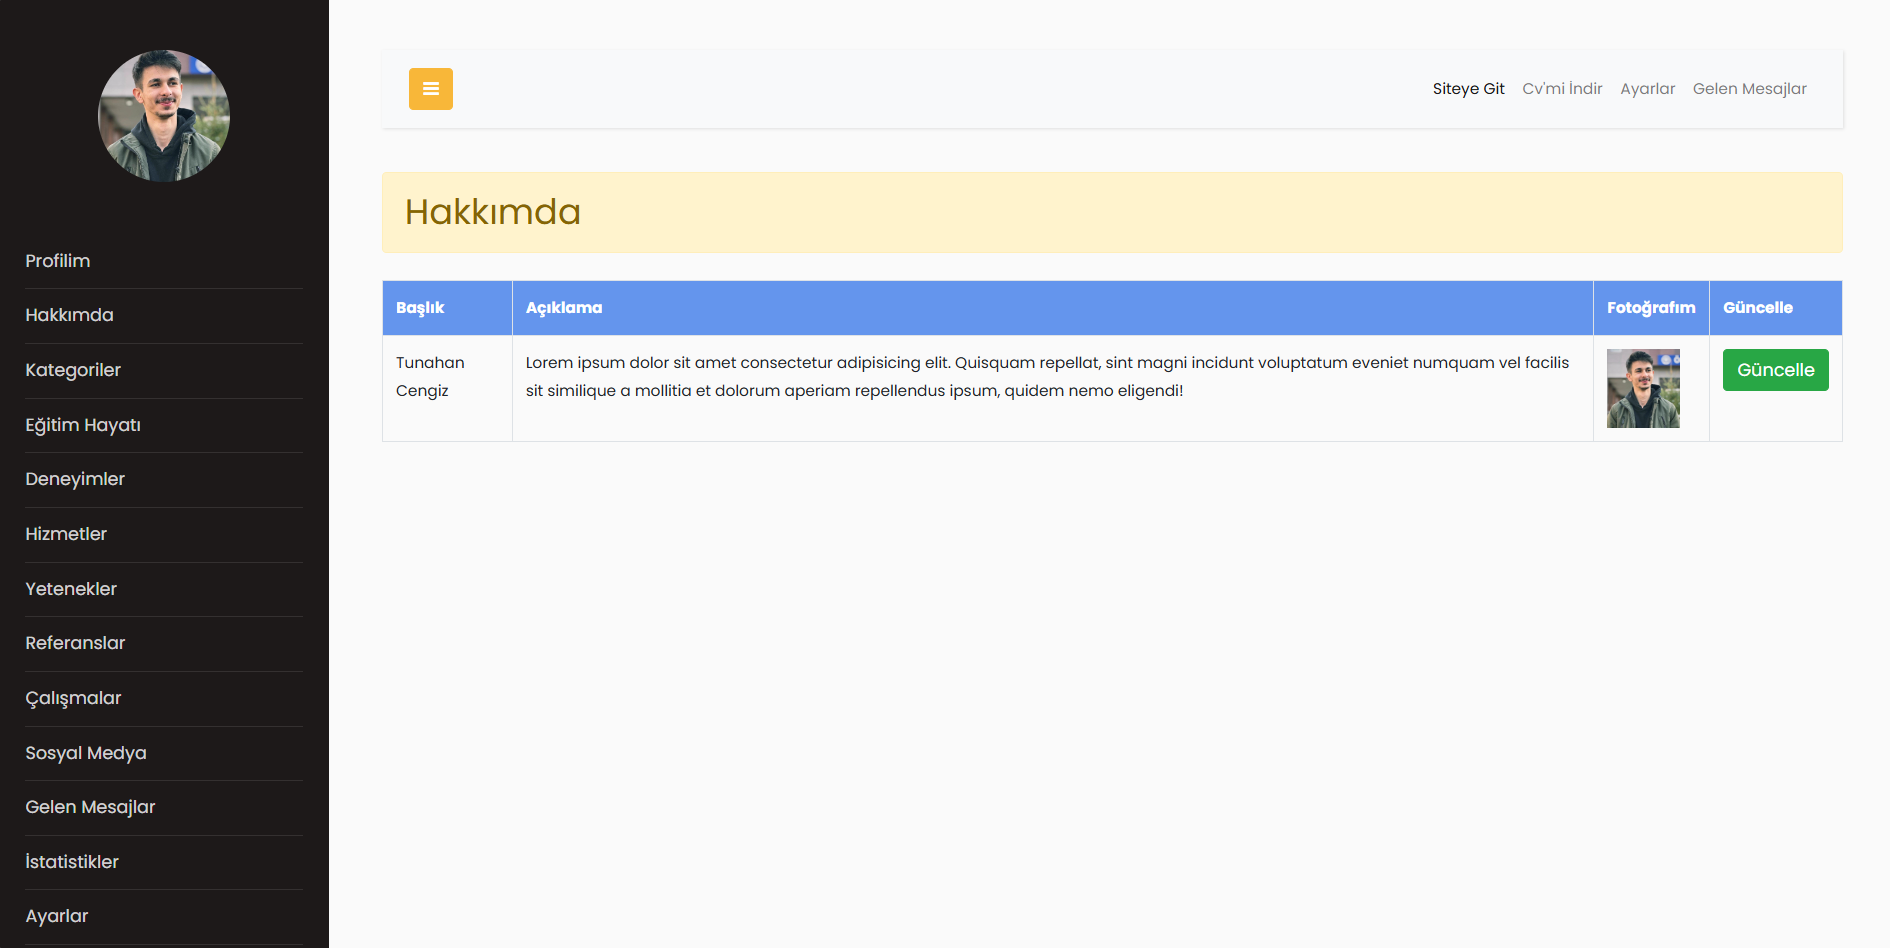 Profilim
Hakkımda
Kategoriler
Eğitim Hayatı
Deneyimler
Hizmetler
Yetenekler
Referanslar
Çalışmalar
Sosyal Medya
Gelen Mesajlar
İstatistikler
Ayarlar
Siteye Git Cv'mi İndir Ayarlar Gelen Mesajlar
Hakkımda
Başlık Açıklama Fotoğrafım Güncelle
Tunahan
Cengiz
Lorem ipsum dolor sit amet consectetur adipisicing elit. Quisquam repellat, sint magni incidunt voluptatum eveniet numquam vel facilis
sit similique a mollitia et dolorum aperiam repellendus ipsum, quidem nemo eligendi!
Güncelle